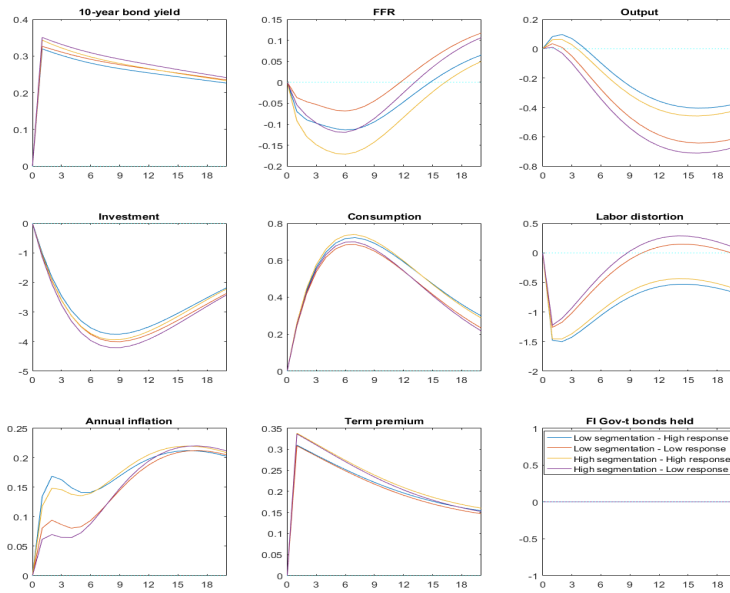 10-year bond yield
0.4
0.3
0.2
0.1
0
0 3 6 9 12 15 18
FFR
0.15
0.1
0.05
0
-0.05
-0.1
-0.15
-0.2
0 3 6 9 12 15 18
Output
0.2
0
-0.2
-0.4
-0.6
-0.8
0 3 6 9 12 15 18
Investment
0
-1
-2
-3
-4
-5
0 3 6 9 12 15 18
Consumption
0.8
0.6
0.4
0.2
0
0 3 6 9 12 15 18
Labor distortion
0.5
0
-0.5
-1
-1.5
-2
0 3 6 9 12 15 18
Annual inflation
0.25
0.2
0.15
0.1
0.05
0
0 3 6 9 12 15 18
Term premium
0.35
0.3
0.25
0.2
0.15
0.1
0.05
0
0 3 6 9 12 15 18
FI Gov-t bonds held
1
0.5
0
-0.5
-1
0 3 6 9 12 15 18
Low segmentation - High response
Low segmentation - Low response
High segmentation - High response
High segmentation - Low response